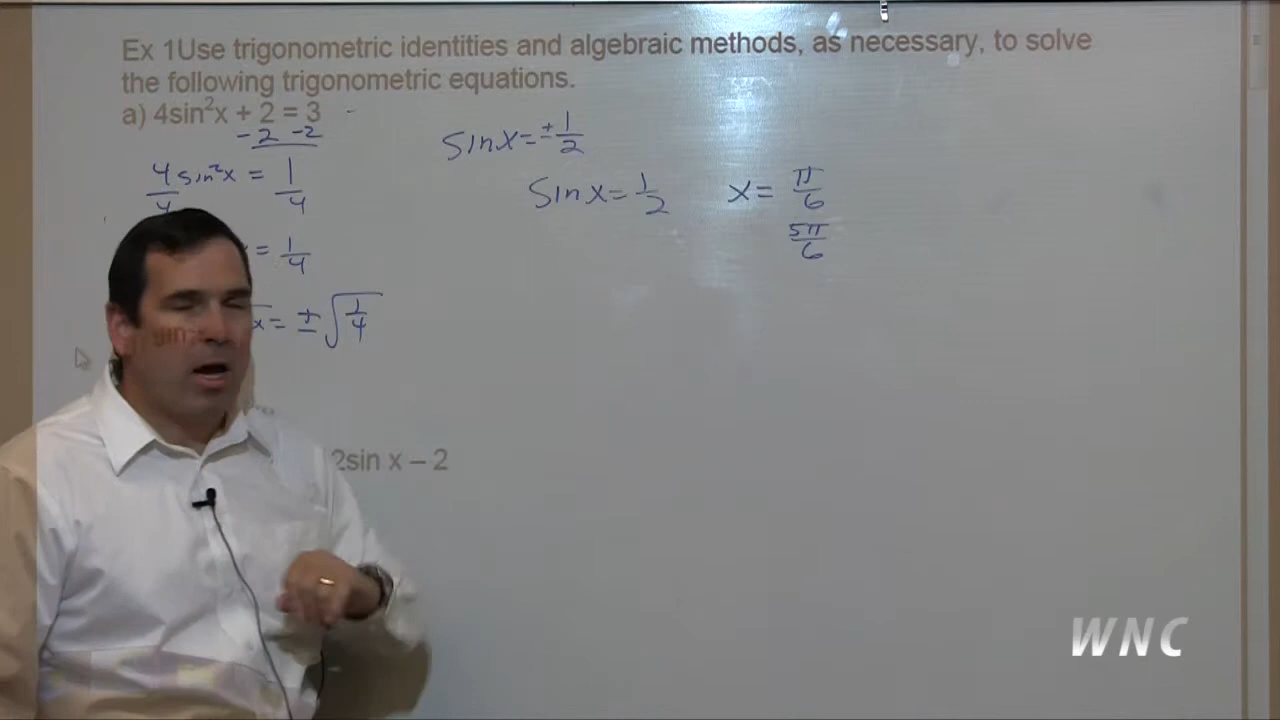 Ex 1Use trigonometric identities and algebraic methods, as necessary, to solve
the following trigonometric equations.
a) 4sin²x + 2 = 3
-2 -2
4sin²x = 1
4 4
= 1/4
x = ± √1/4
sinx = ± 1/2
sinx = 1/2 x = π/6
5π/6
2sin x – 2
WNC